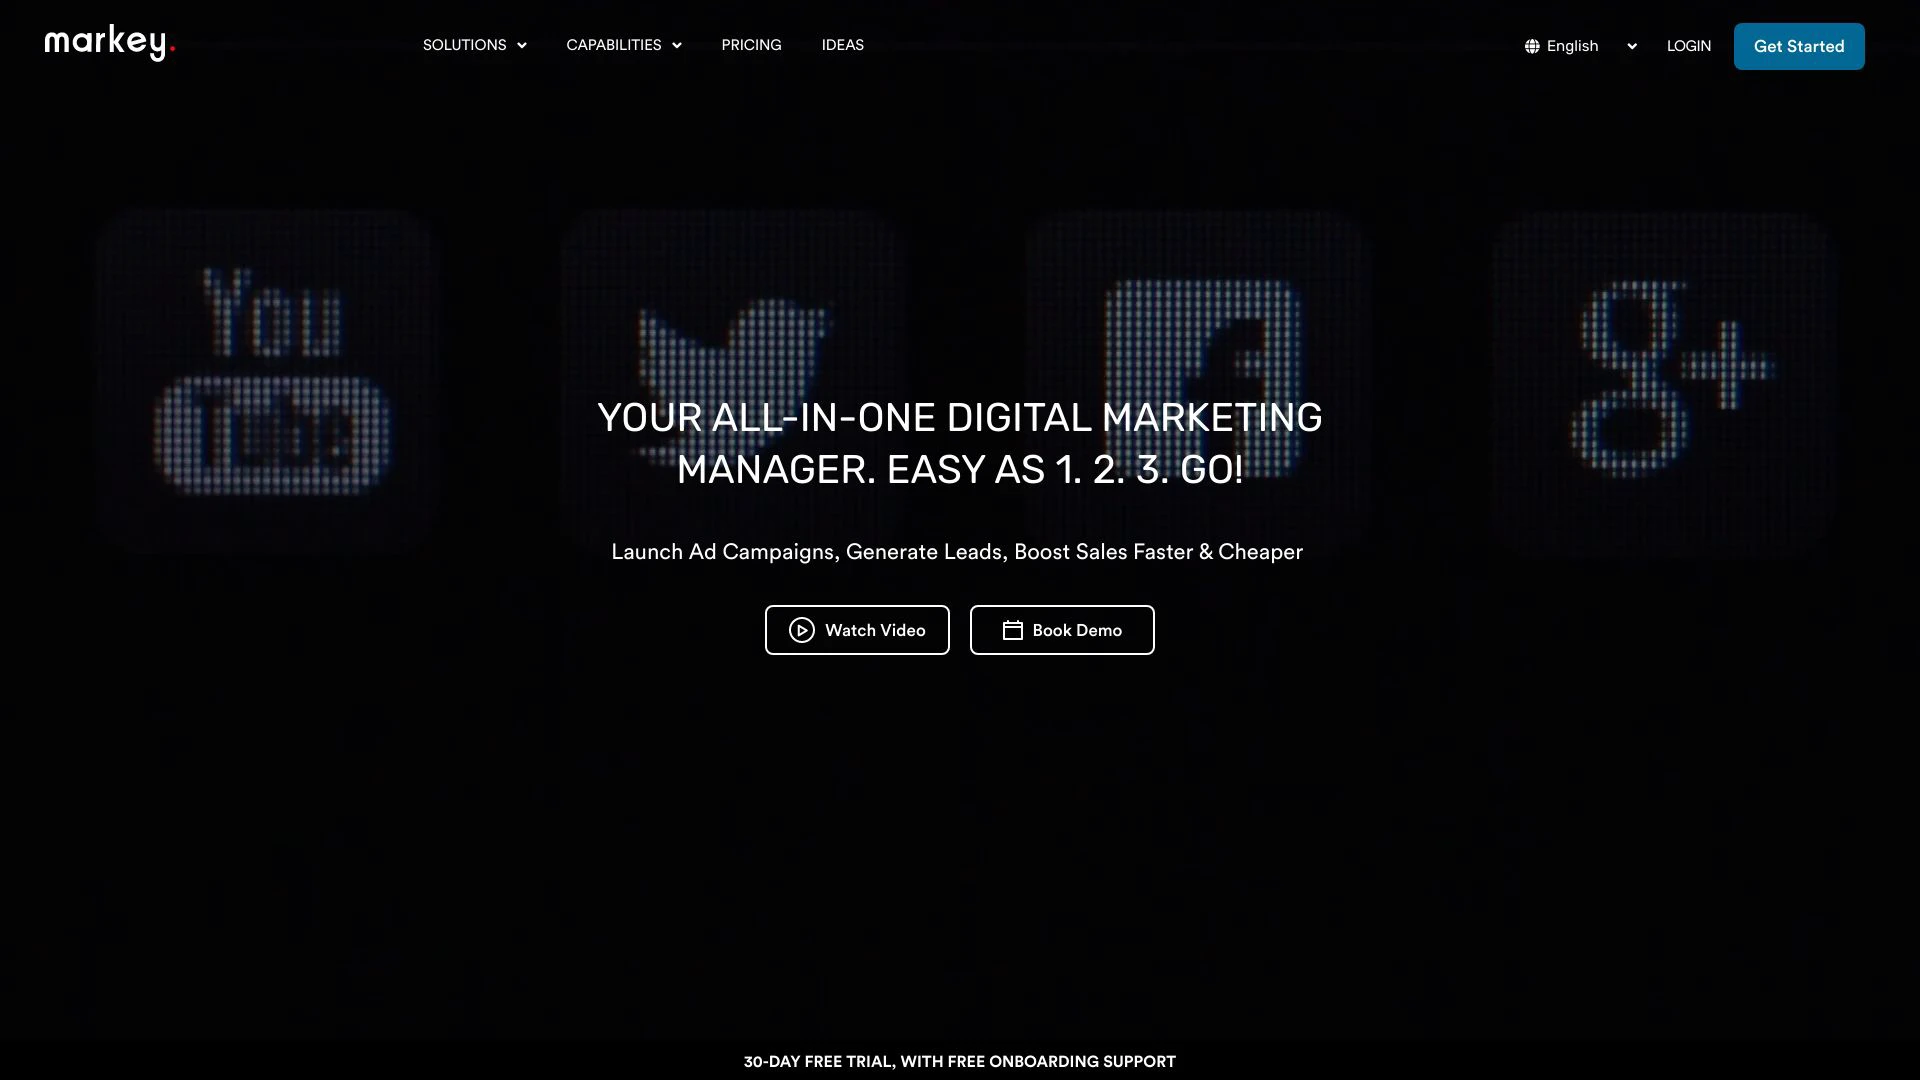 markey.
SOLUTIONS
CAPABILITIES
PRICING
IDEAS
English
LOGIN
Get Started
You
Tube
g+
YOUR ALL-IN-ONE DIGITAL MARKETING
MANAGER. EASY AS 1. 2. 3. GO!
Launch Ad Campaigns, Generate Leads, Boost Sales Faster & Cheaper
Watch Video
Book Demo
30-DAY FREE TRIAL, WITH FREE ONBOARDING SUPPORT